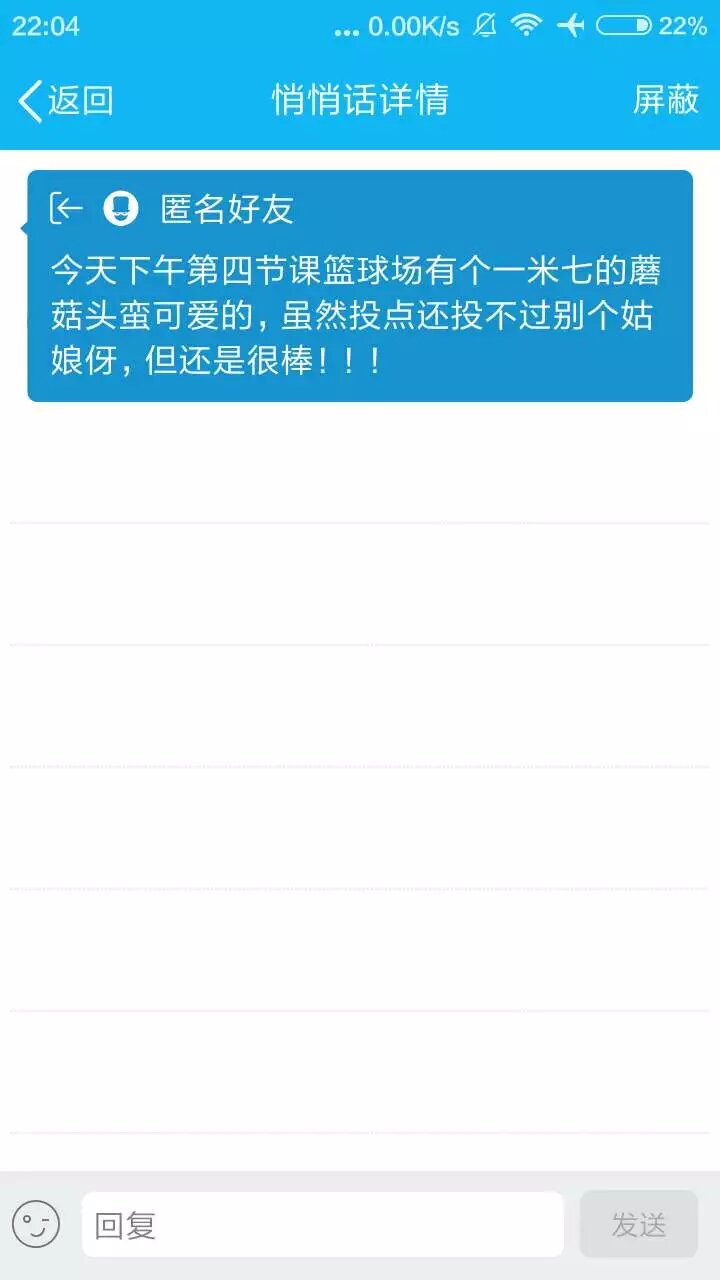 22:04 ... 0.00K/s 22%
返回 悄悄话详情 屏蔽
匿名好友
今天下午第四节课篮球场有个一米七的蘑
菇头蛮可爱的，虽然投点还投不过别个姑
娘伢，但还是很棒！！！
回复 发送